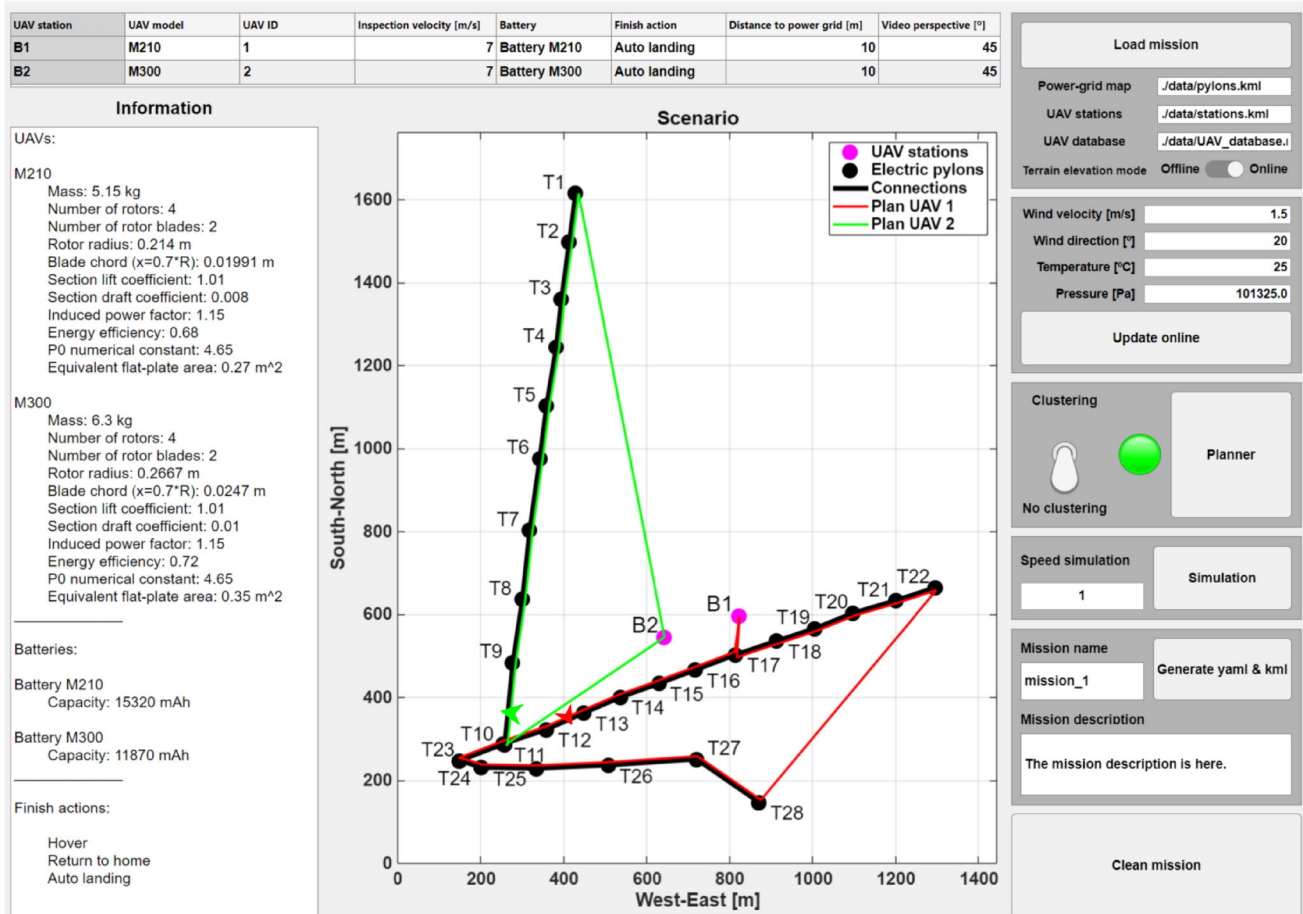 UAV station UAV model UAV ID Inspection velocity [m/s] Battery Finish action Distance to power grid [m] Video perspective [º]
B1 M210 1 7 Battery M210 Auto landing 10 45
B2 M300 2 7 Battery M300 Auto landing 10 45
Information
UAVs:
M210
Mass: 5.15 kg
Number of rotors: 4
Number of rotor blades: 2
Rotor radius: 0.214 m
Blade chord (x=0.7*R): 0.01991 m
Section lift coefficient: 1.01
Section draft coefficient: 0.008
Induced power factor: 1.15
Energy efficiency: 0.68
P0 numerical constant: 4.65
Equivalent flat-plate area: 0.27 m^2
M300
Mass: 6.3 kg
Number of rotors: 4
Number of rotor blades: 2
Rotor radius: 0.2667 m
Blade chord (x=0.7*R): 0.0247 m
Section lift coefficient: 1.01
Section draft coefficient: 0.01
Induced power factor: 1.15
Energy efficiency: 0.72
P0 numerical constant: 4.65
Equivalent flat-plate area: 0.35 m^2
Batteries:
Battery M210
Capacity: 15320 mAh
Battery M300
Capacity: 11870 mAh
Finish actions:
Hover
Return to home
Auto landing
Scenario
UAV stations
Electric pylons
Connections
Plan UAV 1
Plan UAV 2
South-North [m]
1600
1400
1200
1000
800
600
400
200
0
0 200 400 600 800 1000 1200 1400
West-East [m]
T1
T2
T3
T4
T5
T6
T7
T8
T9
T10
T11
T12
T13
T14
T15
T16
T17
T18
T19
T20
T21
T22
T23
T24
T25
T26
T27
T28
B1
B2
Load mission
Power-grid map ./data/pylons.kml
UAV stations ./data/stations.kml
UAV database ./data/UAV_database.
Terrain elevation mode Offline Online
Wind velocity [m/s] 1.5
Wind direction [º] 20
Temperature [ºC] 25
Pressure [Pa] 101325.0
Update online
Clustering
No clustering
Planner
Speed simulation
1
Simulation
Mission name
mission_1
Generate yaml & kml
Mission description
The mission description is here.
Clean mission